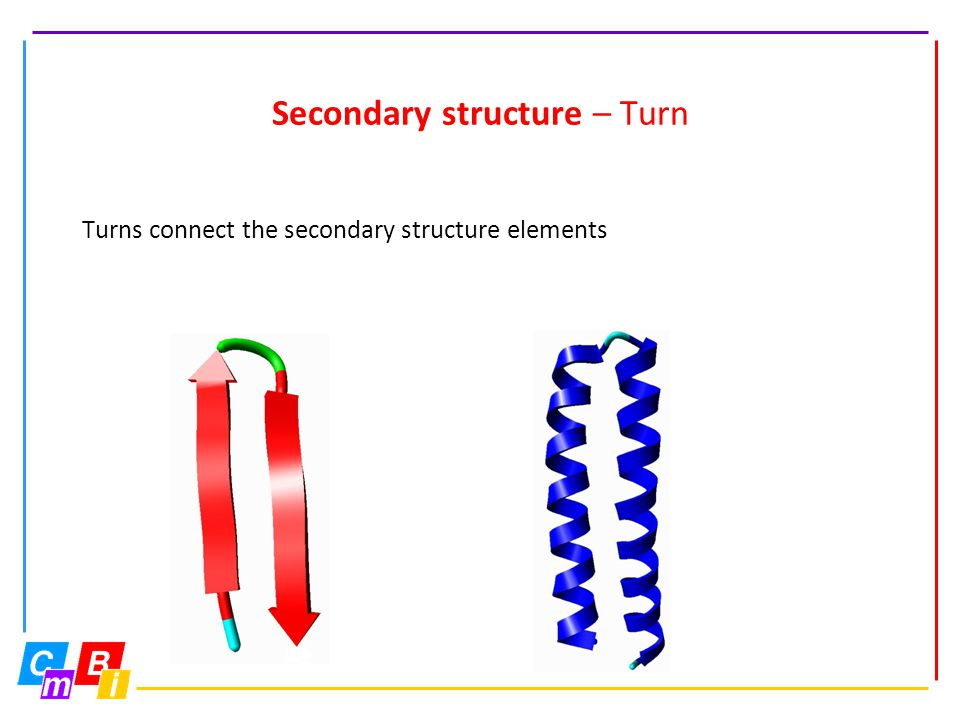 Secondary structure – Turn
Turns connect the secondary structure elements
C B
m i